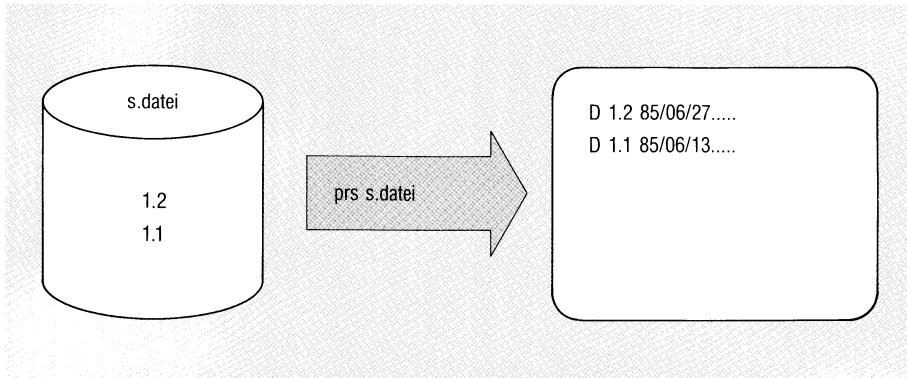 s.datei
1.2
1.1
prs s.datei
D 1.2 85/06/27.....
D 1.1 85/06/13.....